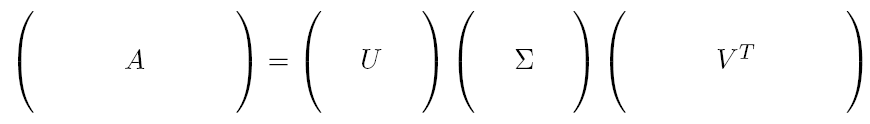 ( A ) = ( U ) ( Σ ) ( V^T )